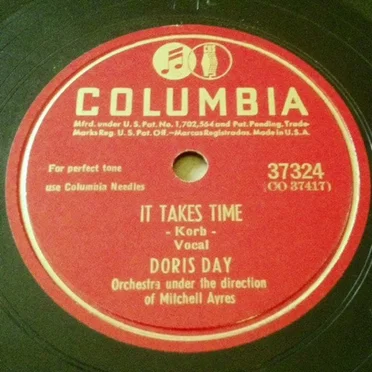 COLUMBIA
Mfrd. under U.S. Pat. No. 1,702,564 and Pat. Pending. Trade-
Marks Reg. U.S. Pat. Off.—Marcas Registradas. Made in U.S.A.
For perfect tone
use Columbia Needles
37324
(CO 37417)
IT TAKES TIME
- Korb -
Vocal
DORIS DAY
Orchestra under the direction
of Mitchell Ayres